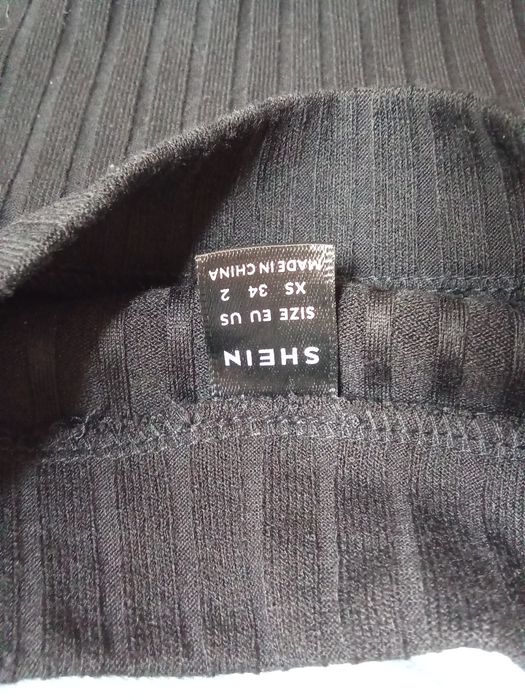 SHEIN
SIZE EU US
XS 34 2
MADE IN CHINA